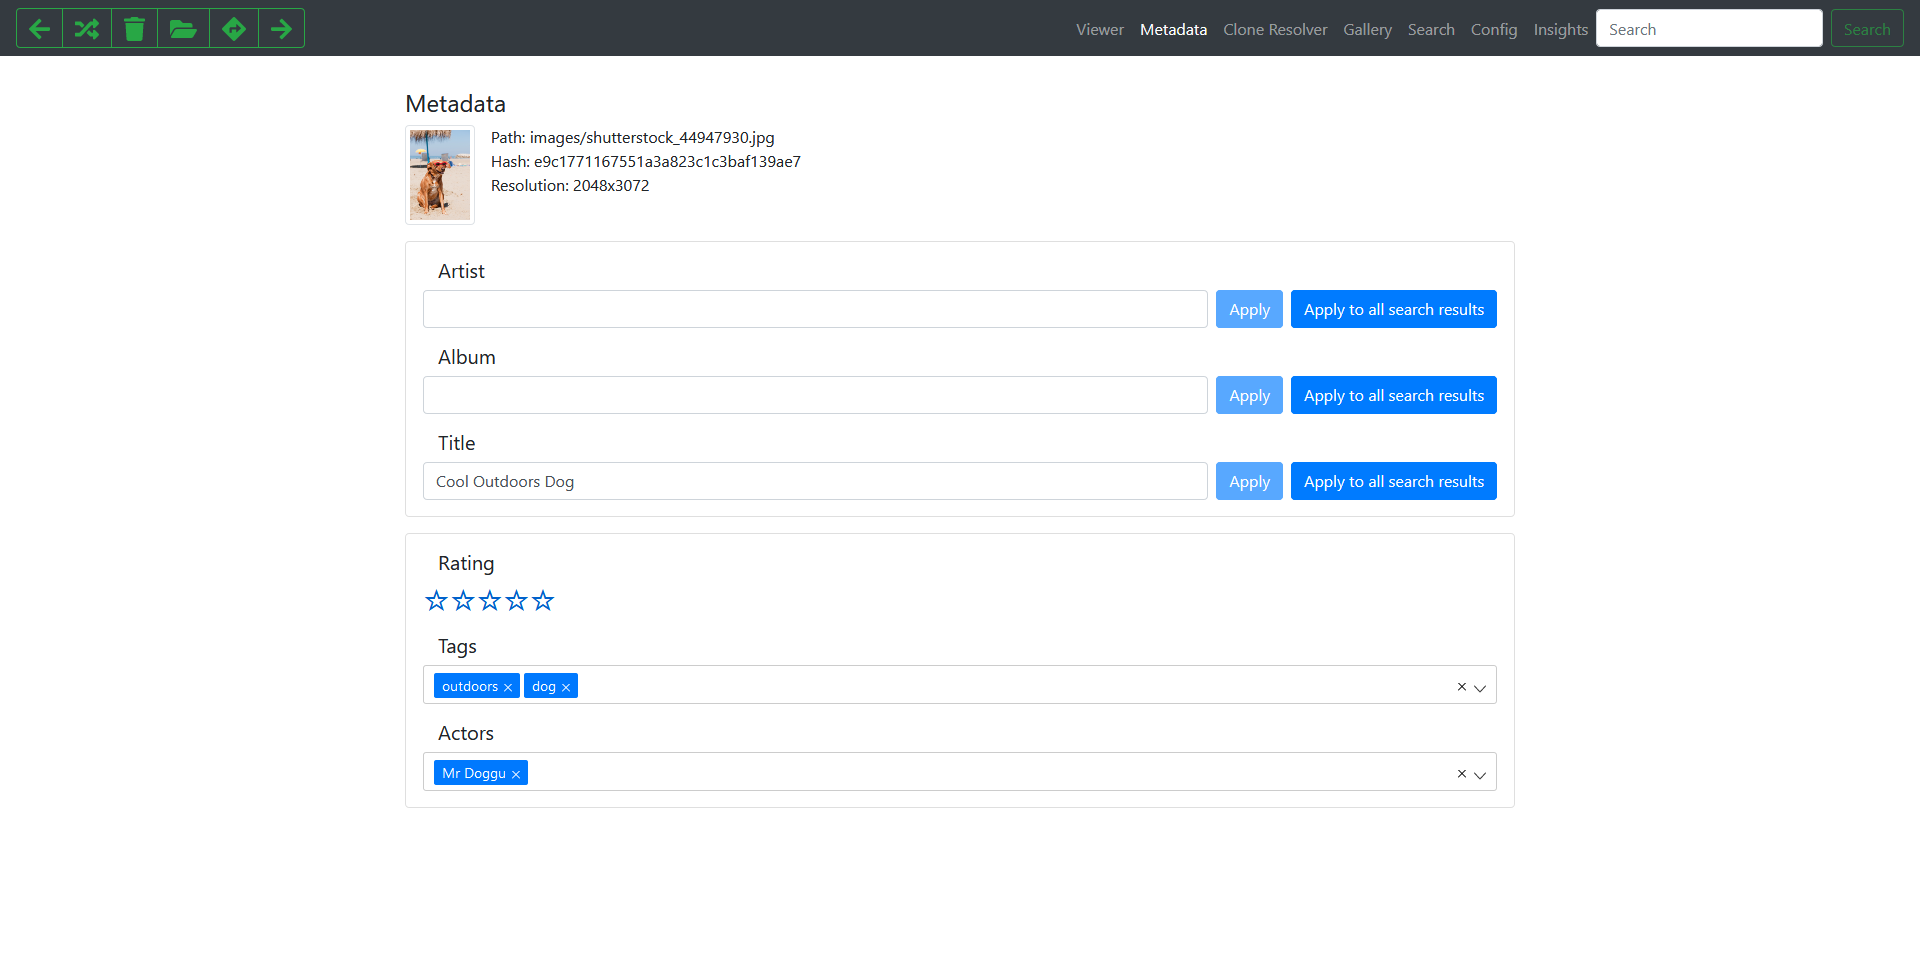 Viewer Metadata Clone Resolver Gallery Search Config Insights Search Search
Metadata
Path: images/shutterstock_44947930.jpg
Hash: e9c1771167551a3a823c1c3baf139ae7
Resolution: 2048x3072
Artist
Apply Apply to all search results
Album
Apply Apply to all search results
Title
Cool Outdoors Dog Apply Apply to all search results
Rating
Tags
outdoors × dog ×
Actors
Mr Doggu ×